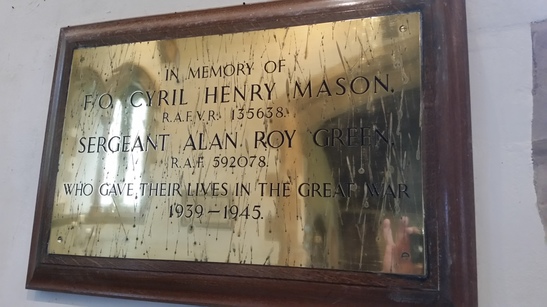 IN MEMORY OF
F/O. CYRIL HENRY MASON.
R.A.F.V.R. 135638.
SERGEANT ALAN ROY GREEN.
R.A.F. 592078.
WHO GAVE THEIR LIVES IN THE GREAT WAR
1939-1945.